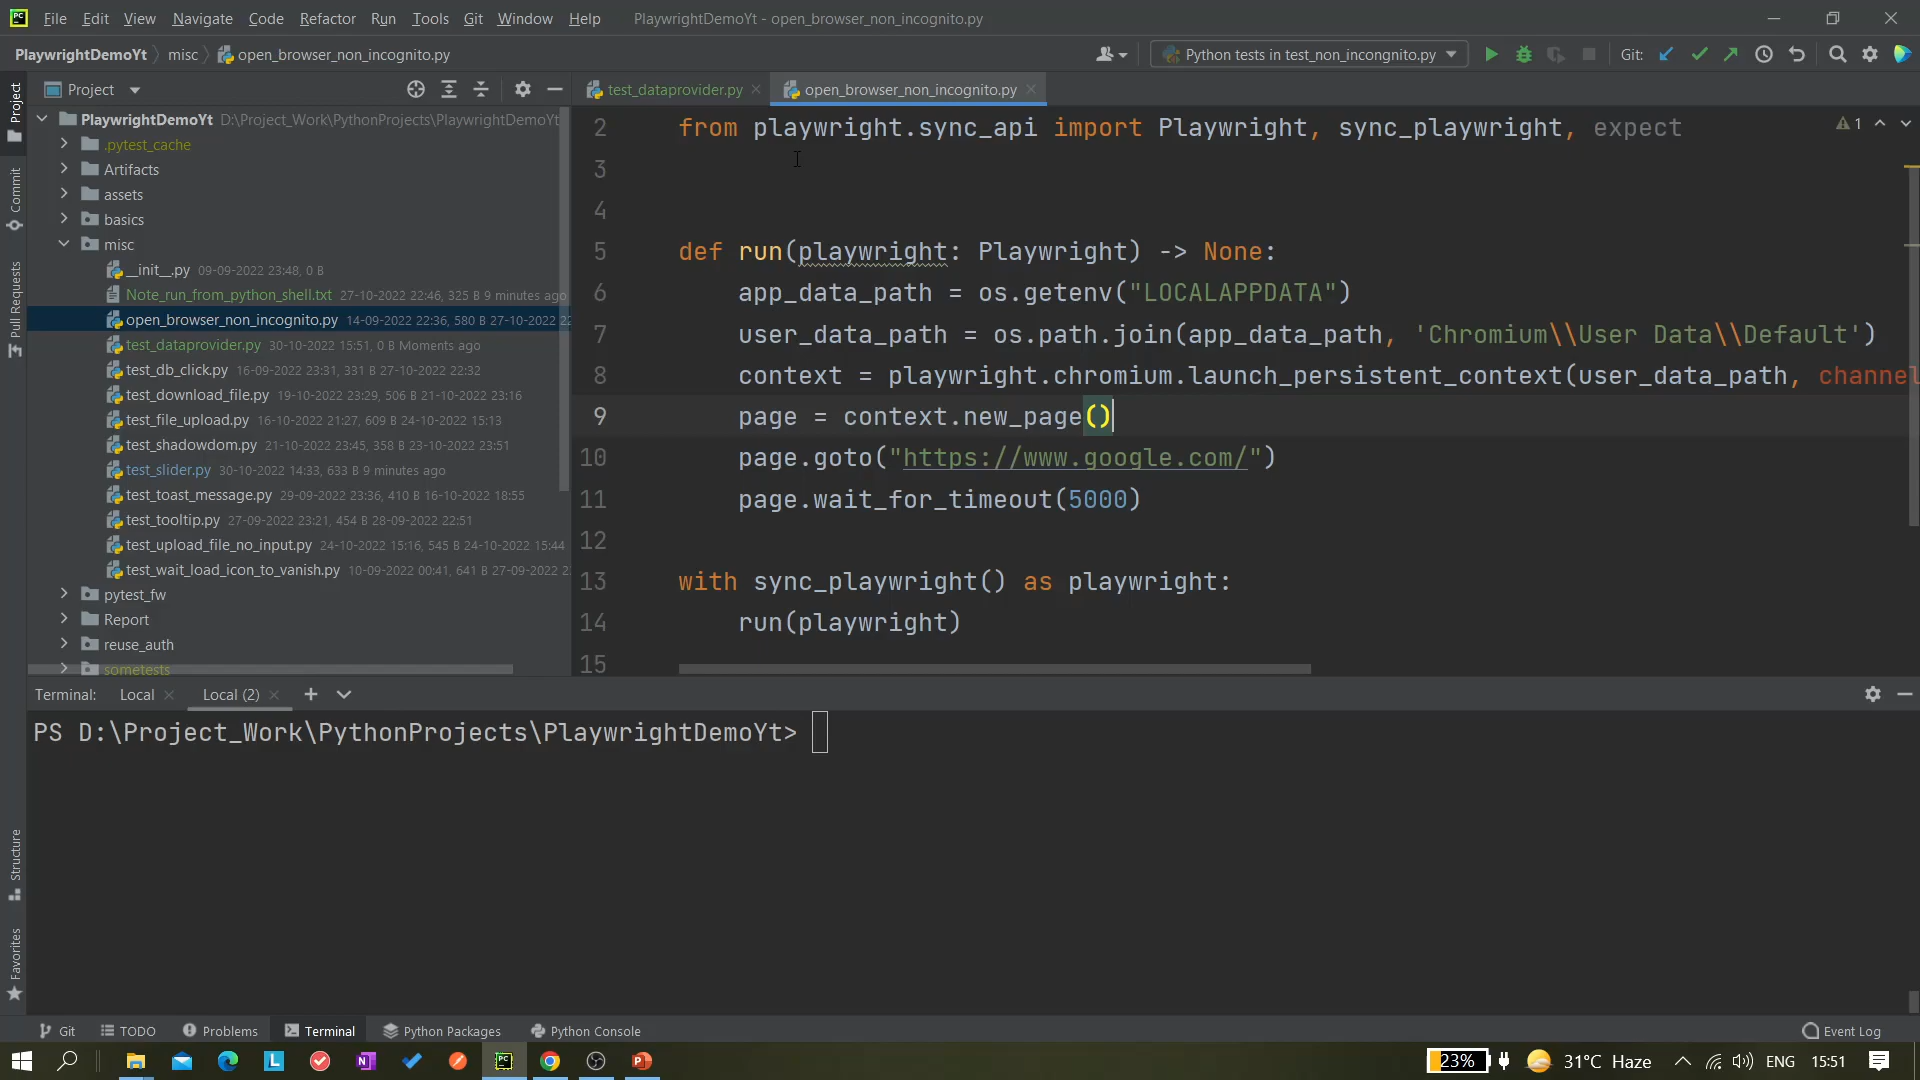 PC File Edit View Navigate Code Refactor Run Tools Git Window Help PlaywrightDemoYt - open_browser_non_incognito.py
PlaywrightDemoYt misc open_browser_non_incognito.py Python tests in test_non_incongnito.py Git:
Project
test_dataprovider.py open_browser_non_incognito.py
PlaywrightDemoYt D:\Project_Work\PythonProjects\PlaywrightDemoYt
.pytest_cache
Artifacts
assets
basics
misc
__init__.py 09-09-2022 23:48, 0 B
Note_run_from_python_shell.txt 27-10-2022 22:46, 325 B 9 minutes ago
open_browser_non_incognito.py 14-09-2022 22:36, 580 B 27-10-2022 22
test_dataprovider.py 30-10-2022 15:51, 0 B Moments ago
test_db_click.py 16-09-2022 23:31, 331 B 27-10-2022 22:32
test_download_file.py 19-10-2022 23:29, 506 B 21-10-2022 23:16
test_file_upload.py 16-10-2022 21:27, 609 B 24-10-2022 15:13
test_shadowdom.py 21-10-2022 23:45, 358 B 23-10-2022 23:51
test_slider.py 30-10-2022 14:33, 633 B 9 minutes ago
test_toast_message.py 29-09-2022 23:36, 410 B 16-10-2022 18:55
test_tooltip.py 27-09-2022 23:21, 454 B 28-09-2022 22:51
test_upload_file_no_input.py 24-10-2022 15:16, 545 B 24-10-2022 15:44
test_wait_load_icon_to_vanish.py 10-09-2022 00:41, 641 B 27-09-2022 2
pytest_fw
Report
reuse_auth
sometests
Project
Commit
Pull Requests
Structure
Favorites
2 from playwright.sync_api import Playwright, sync_playwright, expect
1
3
4
5 def run(playwright: Playwright) -> None:
6 app_data_path = os.getenv("LOCALAPPDATA")
7 user_data_path = os.path.join(app_data_path, 'Chromium\\User Data\\Default')
8 context = playwright.chromium.launch_persistent_context(user_data_path, channel
9 page = context.new_page()
10 page.goto("https://www.google.com/")
11 page.wait_for_timeout(5000)
12
13 with sync_playwright() as playwright:
14 run(playwright)
15
Terminal: Local Local (2)
PS D:\Project_Work\PythonProjects\PlaywrightDemoYt>
Git TODO Problems Terminal Python Packages Python Console Event Log
23% 31°C Haze ENG 15:51